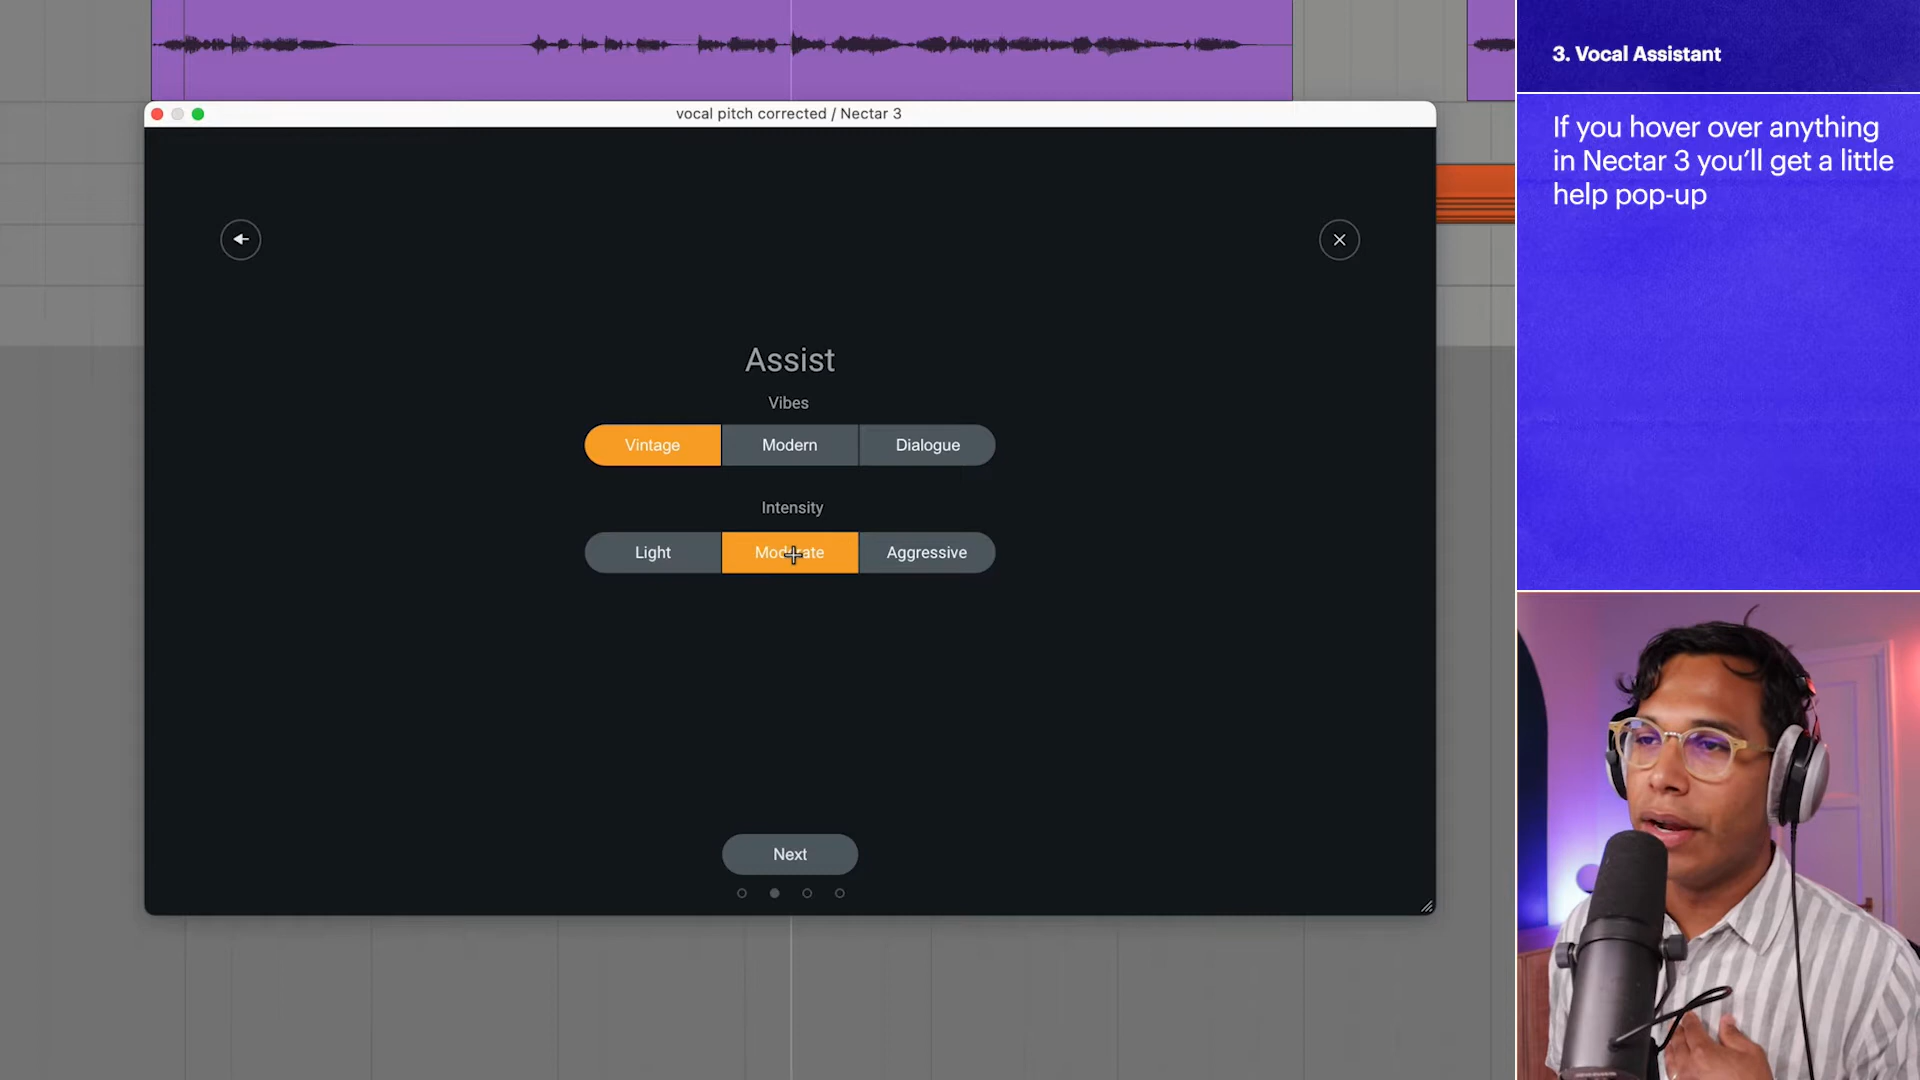 3. Vocal Assistant
If you hover over anything
in Nectar 3 you'll get a little
help pop-up
vocal pitch corrected / Nectar 3
Assist
Vibes
Vintage Modern Dialogue
Intensity
Light Moderate Aggressive
Next